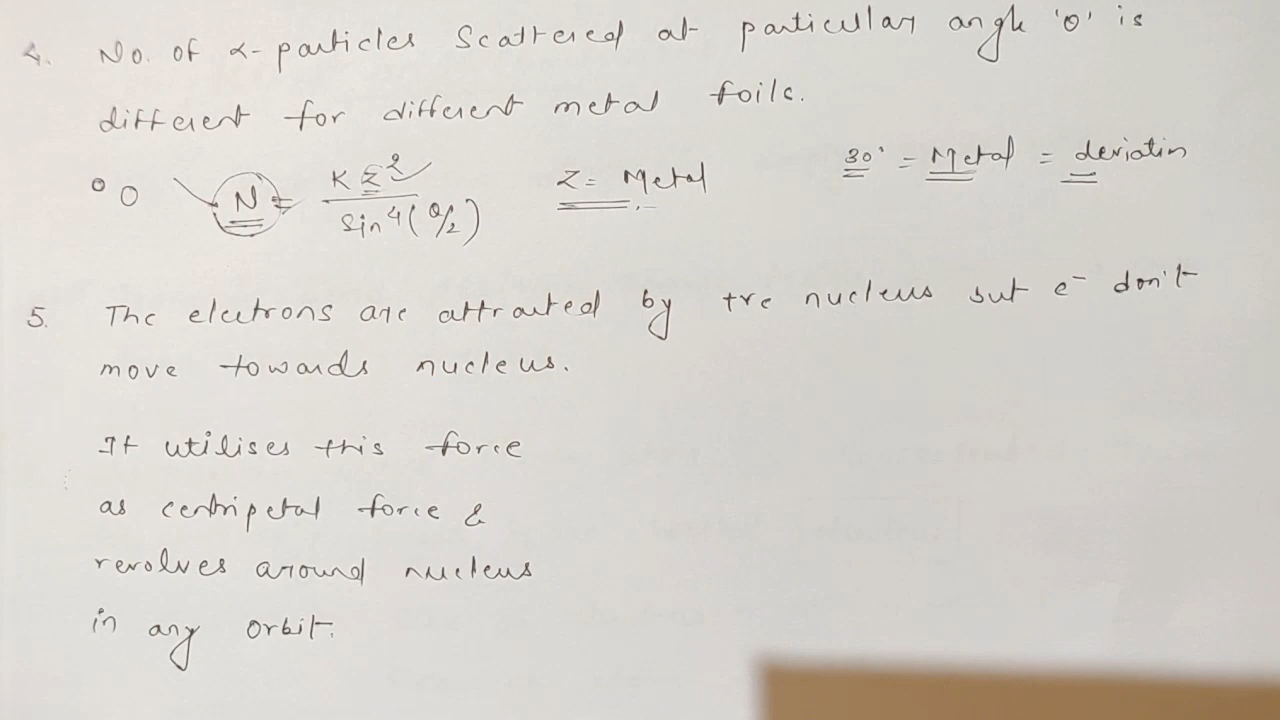 4. No. of α-particles Scattered at particular angle 'θ' is
different for different metal foils.
° O N = K Z² / Sin⁴(θ/2) Z = Metal 30° = Metal = deviation
5. The electrons are attracted by the nucleus but e⁻ don't
move towards nucleus.
It utilises this force
as centripetal force &
revolves around nucleus
in any orbit.